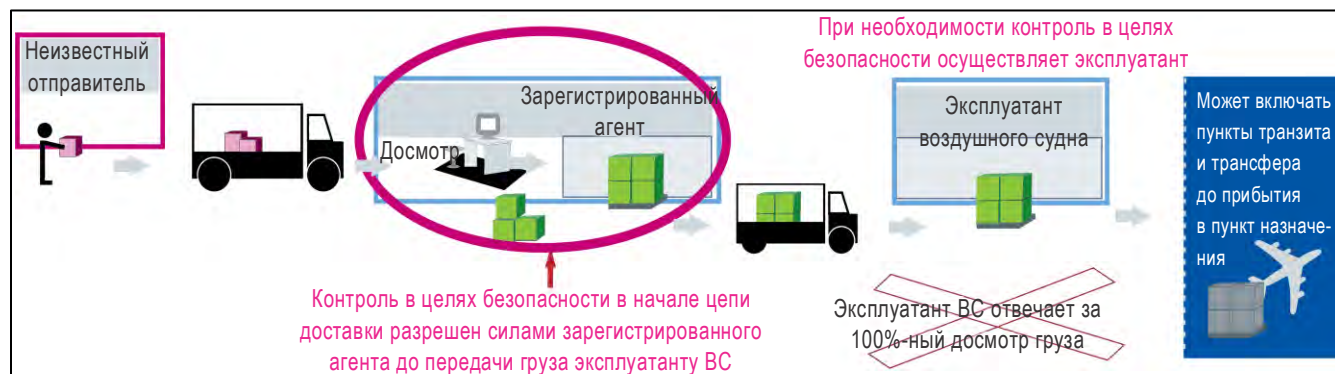 Неизвестный
отправитель
Досмотр
Зарегистрированный
агент
Контроль в целях безопасности в начале цепи
доставки разрешен силами зарегистрированного
агента до передачи груза эксплуатанту ВС
При необходимости контроль в целях
безопасности осуществляет эксплуатант
Эксплуатант
воздушного судна
Эксплуатант ВС отвечает за
100%-ный досмотр груза
Может включать
пункты транзита
и трансфера
до прибытия
в пункт назначе-
ния